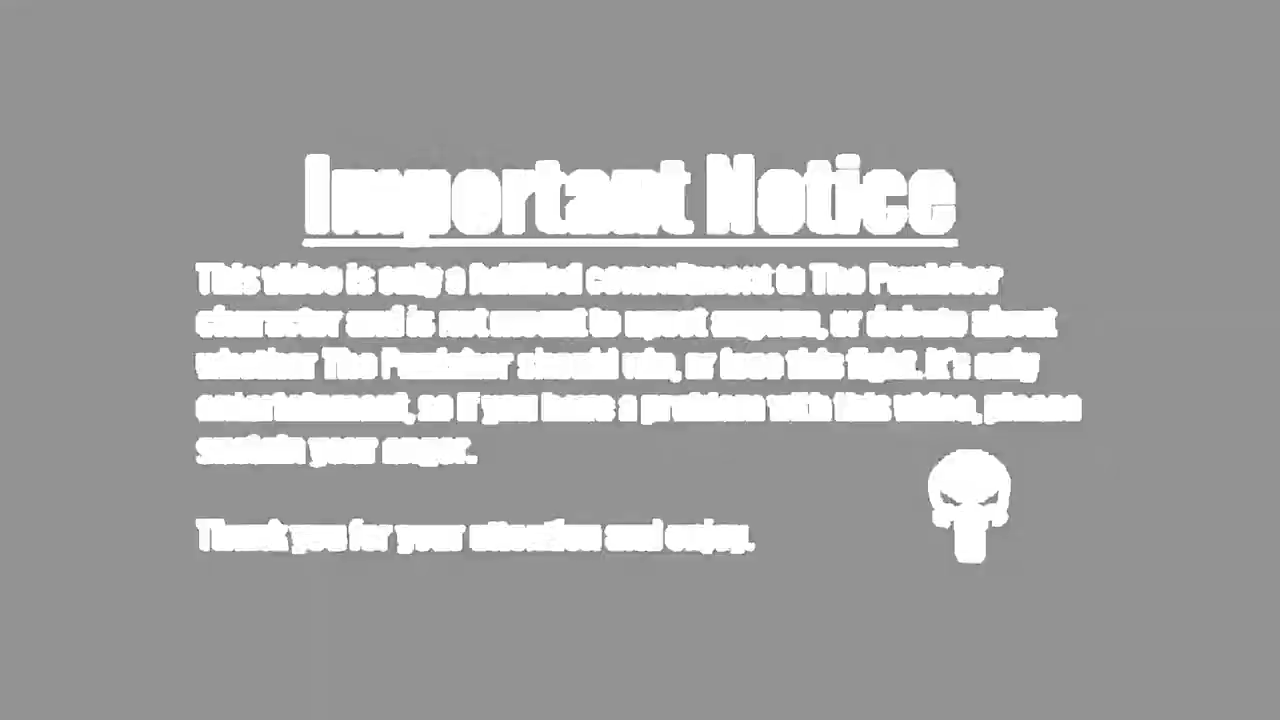 Important Notice
This video is only a fulfilled commitment to The Punisher
character and is not meant to upset anyone, or debate about
whether The Punisher should win, or lose this fight. It's only
entertainment, so if you have a problem with this video, please
your anger.
Thank you for your attention and enjoy.